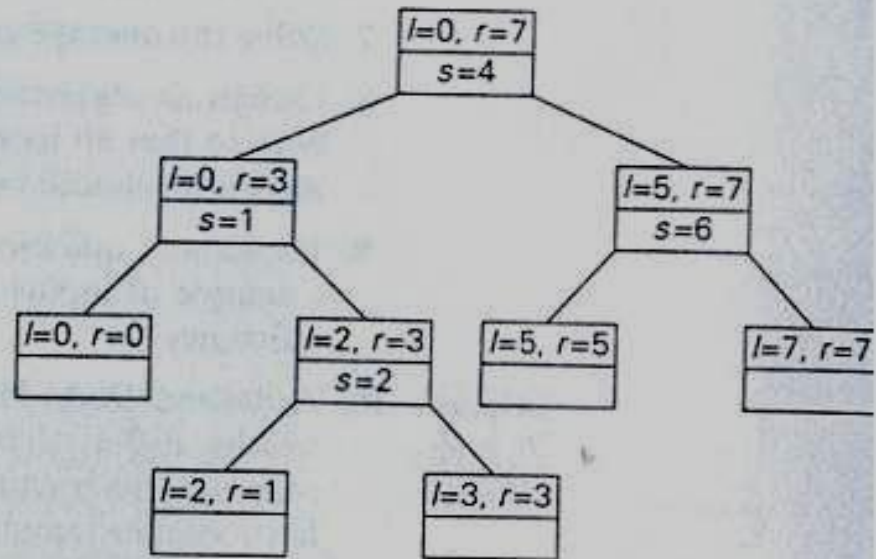 l=0, r=7
s=4
l=0, r=3
s=1
l=5, r=7
s=6
l=0, r=0
l=2, r=3
s=2
l=5, r=5
l=7, r=7
l=2, r=1
l=3, r=3